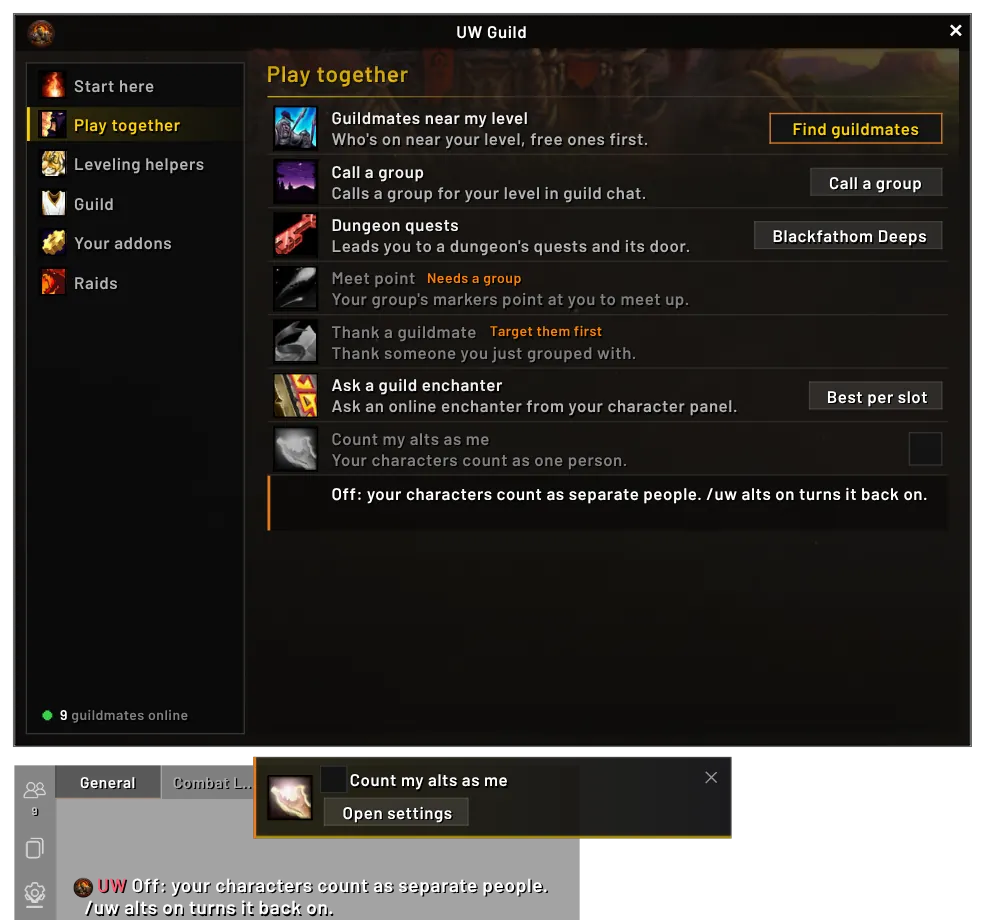 UW Guild
Start here
Play together
Leveling helpers
Guild
Your addons
Raids
9 guildmates online
Play together
Guildmates near my level
Who's on near your level, free ones first.
Find guildmates
Call a group
Calls a group for your level in guild chat.
Call a group
Dungeon quests
Leads you to a dungeon's quests and its door.
Blackfathom Deeps
Meet point Needs a group
Your group's markers point at you to meet up.
Thank a guildmate Target them first
Thank someone you just grouped with.
Ask a guild enchanter
Ask an online enchanter from your character panel.
Best per slot
Count my alts as me
Your characters count as one person.
Off: your characters count as separate people. /uw alts on turns it back on.
9
General
Combat L...
Count my alts as me
Open settings
UW Off: your characters count as separate people.
/uw alts on turns it back on.